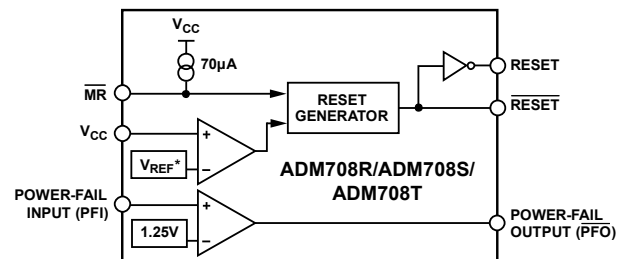 VCC
70µA
MR
RESET
GENERATOR
RESET
RESET
VCC
+
VREF*
−
ADM708R/ADM708S/
ADM708T
POWER-FAIL
INPUT (PFI)
+
1.25V
−
POWER-FAIL
OUTPUT (PFO)